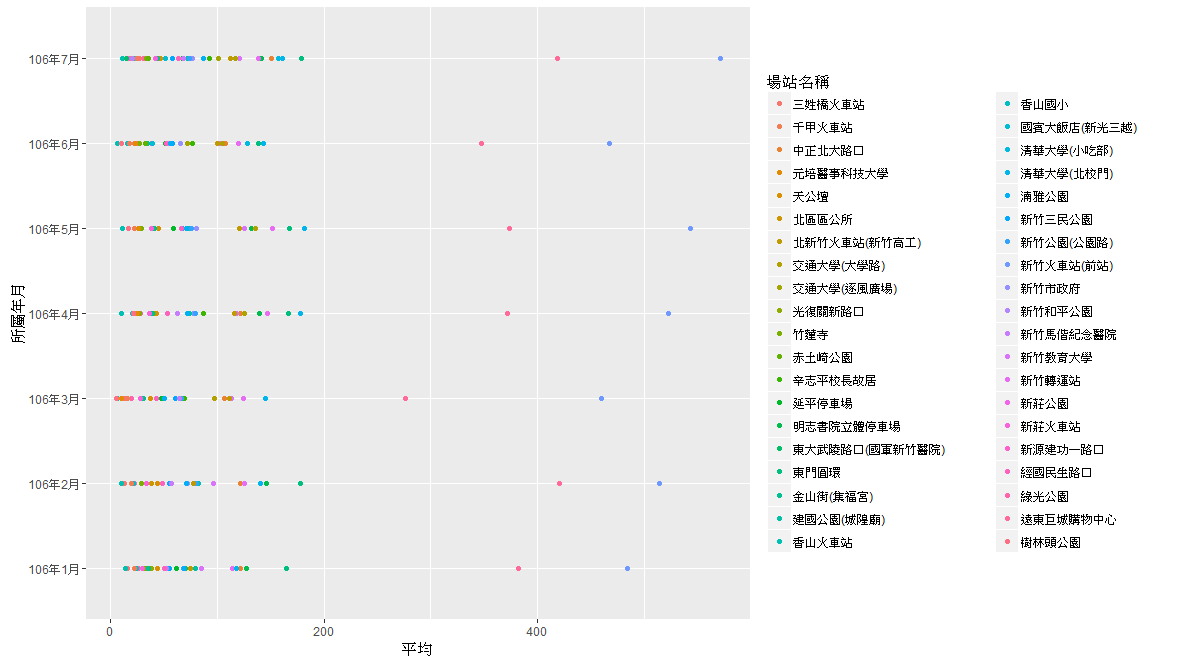 場站名稱
三姓橋火車站
千甲火車站
中正北大路口
元培醫事科技大學
天公壇
北區區公所
北新竹火車站(新竹高工)
交通大學(大學路)
交通大學(逐風廣場)
光復關新路口
竹蓮寺
赤土崎公園
辛志平校長故居
延平停車場
明志書院立體停車場
東大武陵路口(國軍新竹醫院)
東門圓環
金山街(集福宮)
建國公園(城隍廟)
香山火車站
香山國小
國賓大飯店(新光三越)
清華大學(小吃部)
清華大學(北校門)
湳雅公園
新竹三民公園
新竹公園(公園路)
新竹火車站(前站)
新竹市政府
新竹和平公園
新竹馬偕紀念醫院
新竹教育大學
新竹轉運站
新莊公園
新莊火車站
新源建功一路口
經國民生路口
綠光公園
遠東巨城購物中心
樹林頭公園
106年7月
106年6月
106年5月
106年4月
106年3月
106年2月
106年1月
所屬年月
0
200
400
平均